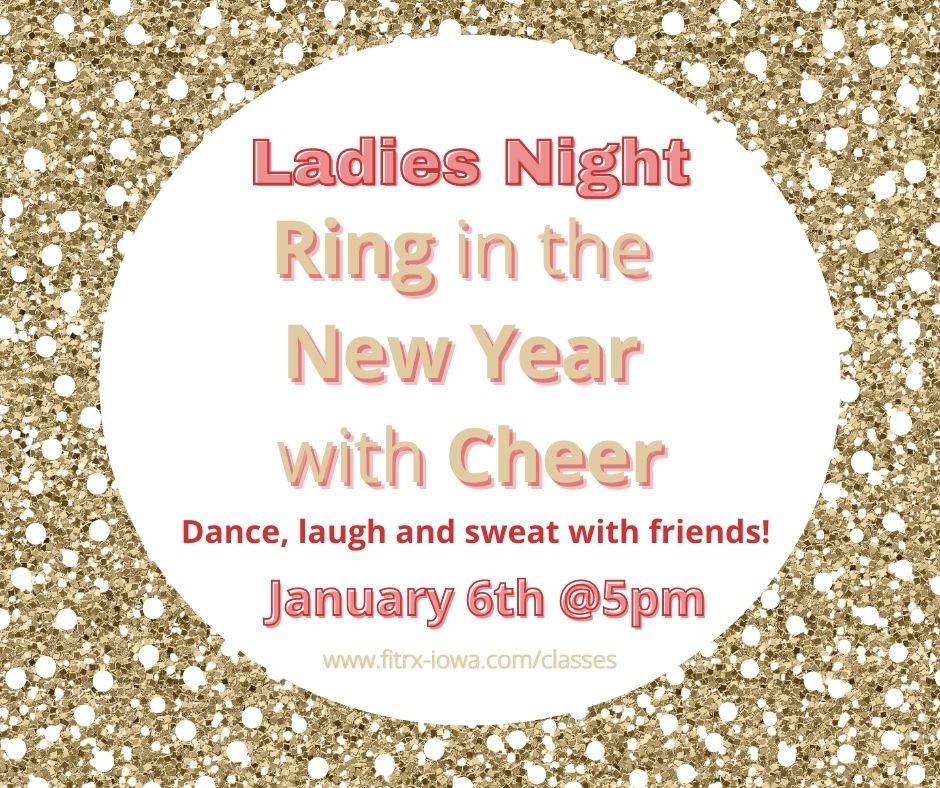 Ladies Night
Ring in the
New Year
with Cheer
Dance, laugh and sweat with friends!
January 6th @5pm
www.fitrx-iowa.com/classes